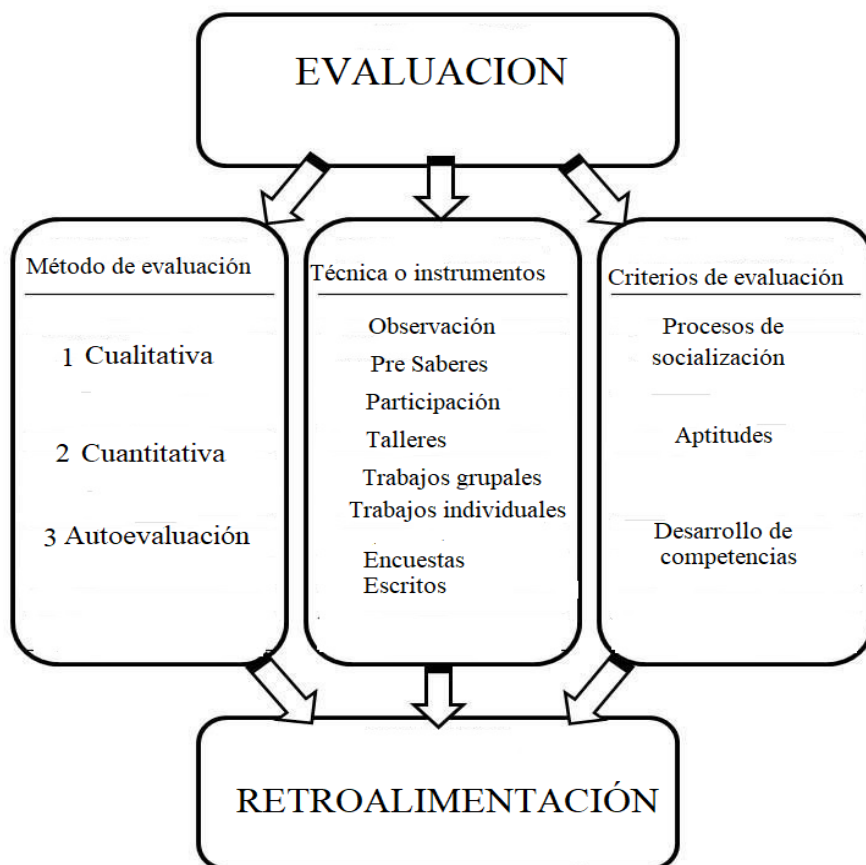 EVALUACION
Método de evaluación
1 Cualitativa
2 Cuantitativa
3 Autoevaluación
Técnica o instrumentos
Observación
Pre Saberes
Participación
Talleres
Trabajos grupales
Trabajos individuales
Encuestas
Escritos
Criterios de evaluación
Procesos de
socialización
Aptitudes
Desarrollo de
competencias
RETROALIMENTACIÓN